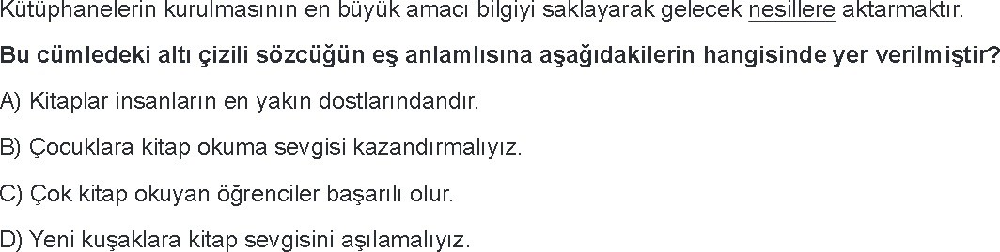 Kütüphanelerin kurulmasının en büyük amacı bilgiyi saklayarak gelecek nesillere aktarmaktır.
Bu cümledeki altı çizili sözcüğün eş anlamlısına aşağıdakilerin hangisinde yer verilmiştir?
A) Kitaplar insanların en yakın dostlarındandır.
B) Çocuklara kitap okuma sevgisi kazandırmalıyız.
C) Çok kitap okuyan öğrenciler başarılı olur.
D) Yeni kuşaklara kitap sevgisini aşılamalıyız.